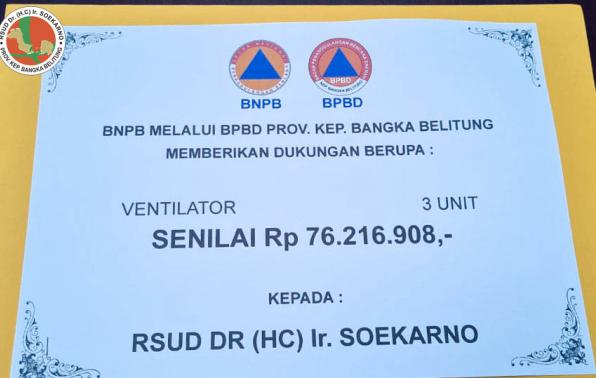 RSUD Dr. (H.C) Ir. SOEKARNO
PROV. KEP. BANGKA BELITUNG
BNPB
BPBD
BNPB MELALUI BPBD PROV. KEP. BANGKA BELITUNG
MEMBERIKAN DUKUNGAN BERUPA :
VENTILATOR 3 UNIT
SENILAI Rp 76.216.908,-
KEPADA :
RSUD DR (HC) Ir. SOEKARNO